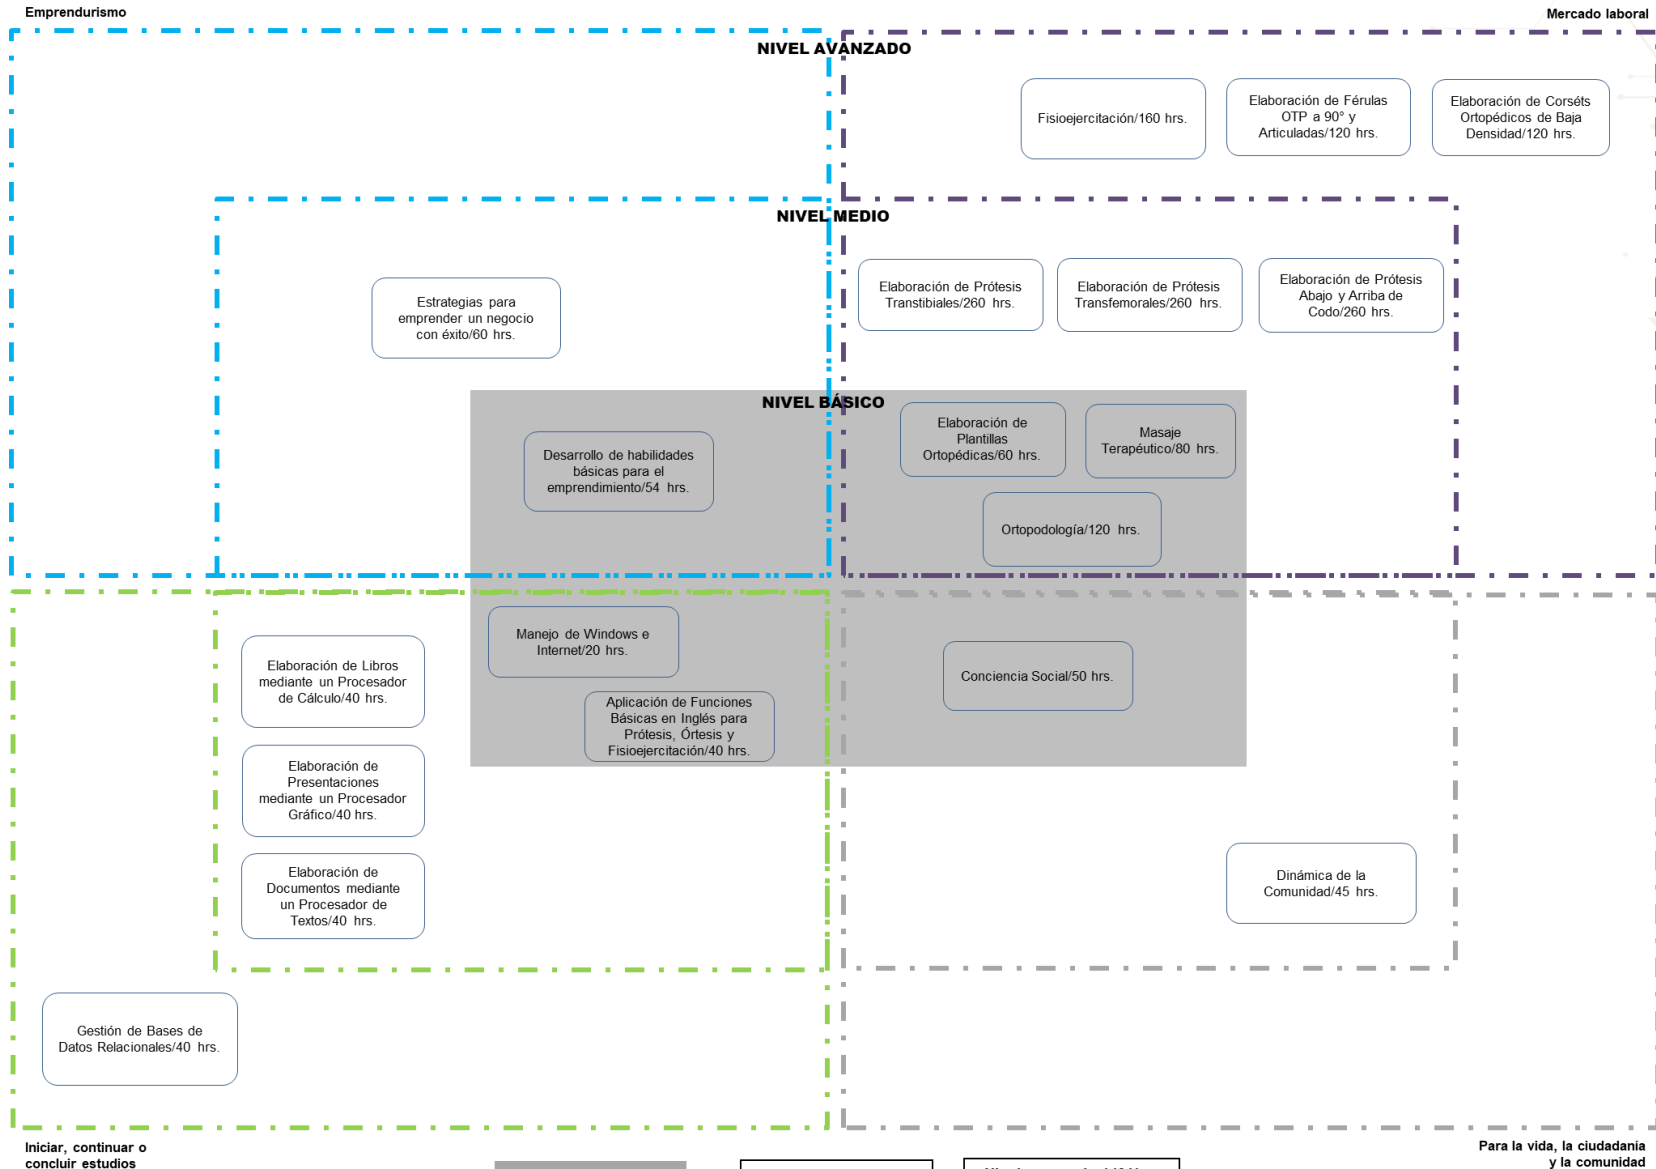 Emprendurismo
Mercado laboral
NIVEL AVANZADO
Fisioejercitación/160 hrs.
Elaboración de Férulas
OTP a 90° y
Articuladas/120 hrs.
Elaboración de Corséts
Ortopédicos de Baja
Densidad/120 hrs.
NIVEL MEDIO
Estrategias para
emprender un negocio
con éxito/60 hrs.
Elaboración de Prótesis
Transtibiales/260 hrs.
Elaboración de Prótesis
Transfemorales/260 hrs.
Elaboración de Prótesis
Abajo y Arriba de
Codo/260 hrs.
NIVEL BÁSICO
Desarrollo de habilidades
básicas para el
emprendimiento/54 hrs.
Elaboración de
Plantillas
Ortopédicas/60 hrs.
Masaje
Terapéutico/80 hrs.
Ortopodología/120 hrs.
Manejo de Windows e
Internet/20 hrs.
Aplicación de Funciones
Básicas en Inglés para
Prótesis, Órtesis y
Fisioejercitación/40 hrs.
Conciencia Social/50 hrs.
Elaboración de Libros
mediante un Procesador
de Cálculo/40 hrs.
Elaboración de
Presentaciones
mediante un Procesador
Gráfico/40 hrs.
Elaboración de
Documentos mediante
un Procesador de
Textos/40 hrs.
Dinámica de la
Comunidad/45 hrs.
Gestión de Bases de
Datos Relacionales/40 hrs.
Iniciar, continuar o
concluir estudios
Para la vida, la ciudadanía
y la comunidad